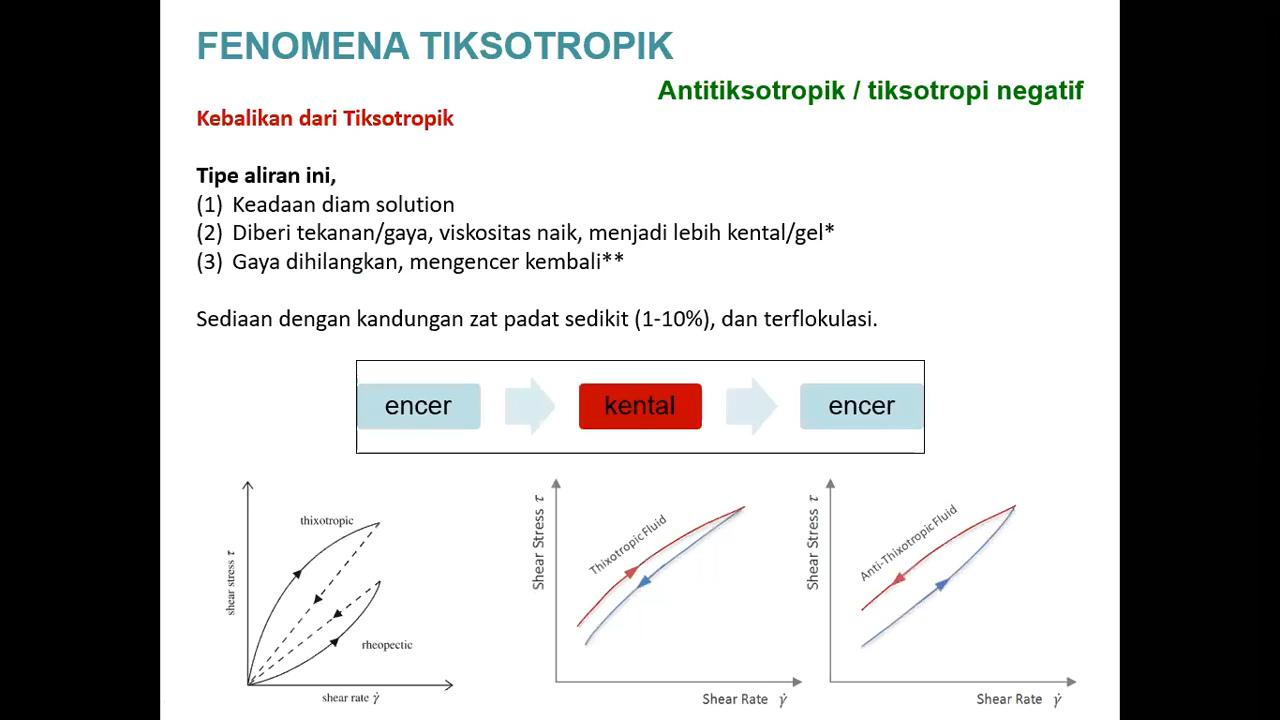 FENOMENA TIKSOTROPIK
Antitiksotropik / tiksotropi negatif
Kebalikan dari Tiksotropik
Tipe aliran ini,
(1) Keadaan diam solution
(2) Diberi tekanan/gaya, viskositas naik, menjadi lebih kental/gel*
(3) Gaya dihilangkan, mengencer kembali**
Sediaan dengan kandungan zat padat sedikit (1-10%), dan terflokulasi.
encer
kental
encer
thixotropic
rheopectic
shear stress τ
shear rate γ̇
Thixotropic Fluid
Shear Stress τ
Shear Rate γ̇
Anti-Thixotropic Fluid
Shear Stress τ
Shear Rate γ̇